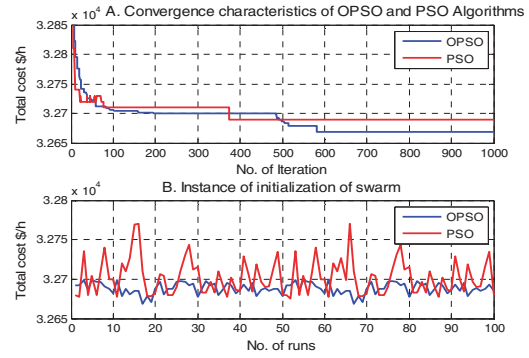 x 10^4
A. Convergence characteristics of OPSO and PSO Algorithms
3.285
3.28
3.275
3.27
3.265
Total cost $/h
OPSO
PSO
0 100 200 300 400 500 600 700 800 900 1000
No. of Iteration
x 10^4
B. Instance of initialization of swarm
3.28
3.275
3.27
3.265
Total cost $/h
OPSO
PSO
0 10 20 30 40 50 60 70 80 90 100
No. of runs